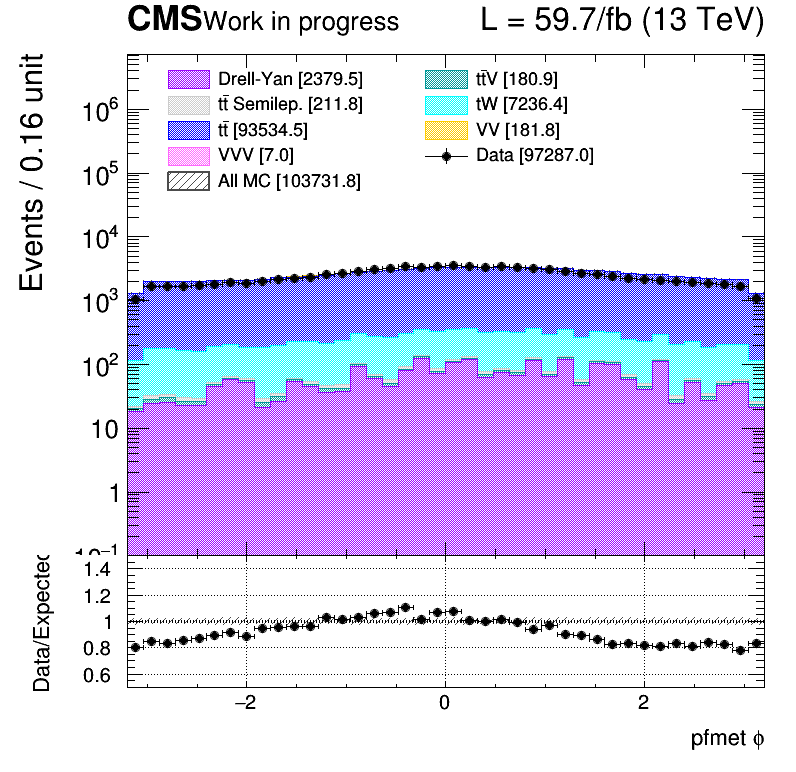 CMS Work in progress L = 59.7/fb (13 TeV)
Events / 0.16 unit
Drell-Yan [2379.5] tt̄V [180.9]
tt̄ Semilep. [211.8] tW [7236.4]
tt̄ [93534.5] VV [181.8]
VVV [7.0] Data [97287.0]
All MC [103731.8]
10⁶
10⁵
10⁴
10³
10²
10
1
10⁻¹
Data/Expected
1.4
1.2
1
0.8
0.6
−2 0 2
pfmet ϕ